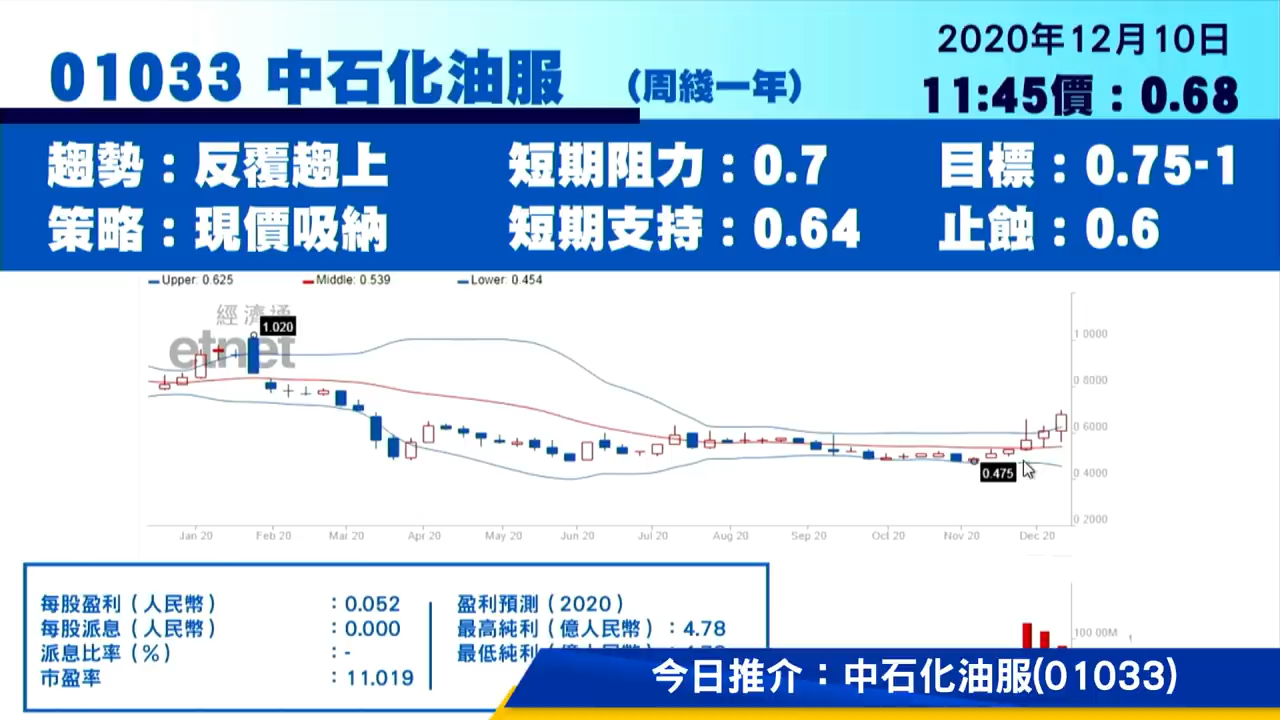 01033 中石化油服 (周綫一年)
2020年12月10日
11:45價：0.68
趨勢：反覆趨上 短期阻力：0.7 目標：0.75-1
策略：現價吸納 短期支持：0.64 止蝕：0.6
Upper: 0.625 Middle: 0.539 Lower: 0.454
經濟通
etnet
1.020
1.0000
0.8000
0.6000
0.4000
0.2000
0.475
Jan 20 Feb 20 Mar 20 Apr 20 May 20 Jun 20 Jul 20 Aug 20 Sep 20 Oct 20 Nov 20 Dec 20
100.00M
每股盈利（人民幣）：0.052
每股派息（人民幣）：0.000
派息比率（%）：-
市盈率：11.019
盈利預測（2020）
最高純利（億人民幣）：4.78
最低純利
今日推介：中石化油服(01033)